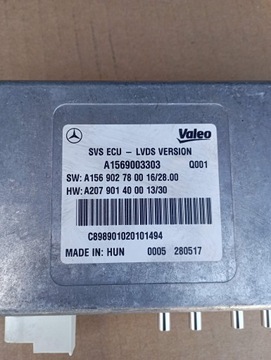 Valeo
SVS ECU - LVDS VERSION
A1569003303 Q001
SW: A156 902 78 00 16/28.00
HW: A207 901 40 00 13/30
C898901020101494
MADE IN: HUN 0005 280517